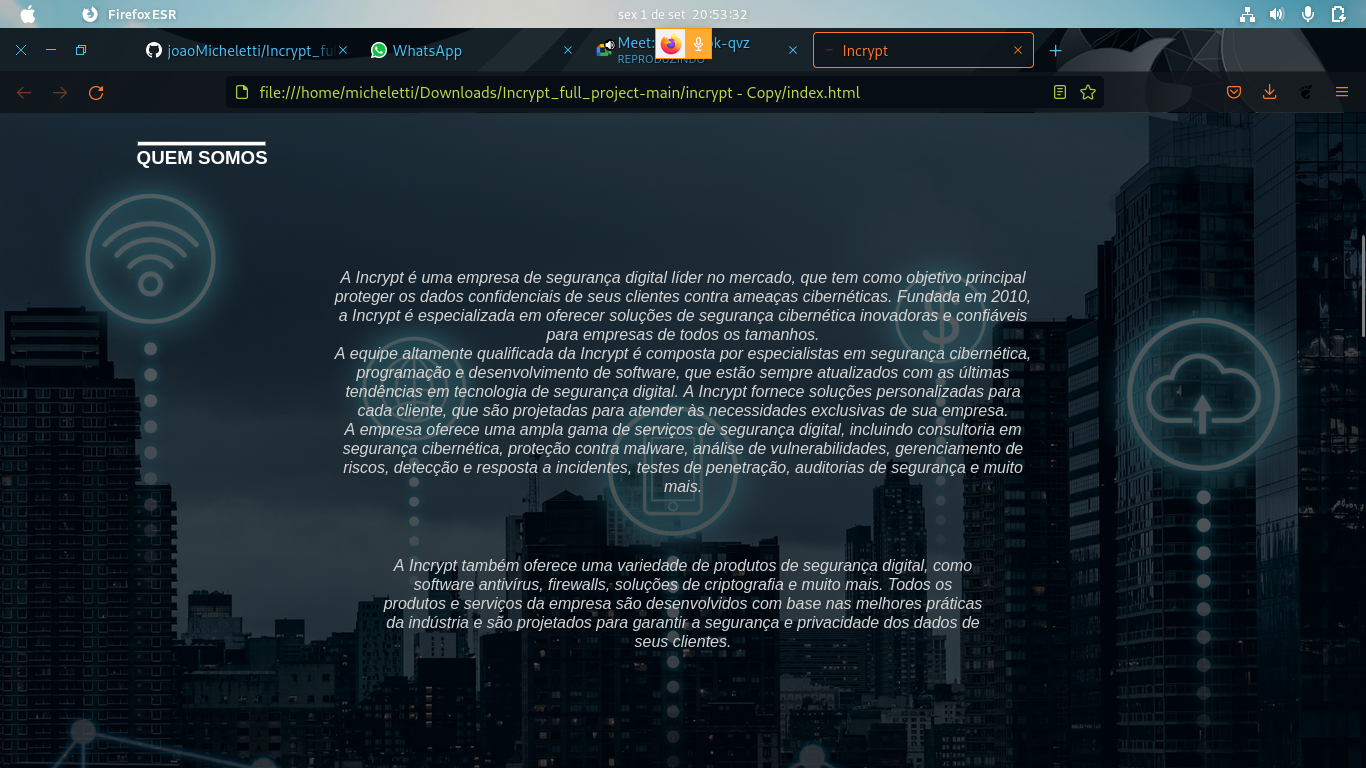 Firefox ESR
sex 1 de set 20:53:32
joaoMicheletti/Incrypt_fu
WhatsApp
Meet:
k-qvz
REPRODUZINDO
Incrypt
file:///home/micheletti/Downloads/Incrypt_full_project-main/incrypt - Copy/index.html
QUEM SOMOS
A Incrypt é uma empresa de segurança digital líder no mercado, que tem como objetivo principal
proteger os dados confidenciais de seus clientes contra ameaças cibernéticas. Fundada em 2010,
a Incrypt é especializada em oferecer soluções de segurança cibernética inovadoras e confiáveis
para empresas de todos os tamanhos.
A equipe altamente qualificada da Incrypt é composta por especialistas em segurança cibernética,
programação e desenvolvimento de software, que estão sempre atualizados com as últimas
tendências em tecnologia de segurança digital. A Incrypt fornece soluções personalizadas para
cada cliente, que são projetadas para atender às necessidades exclusivas de sua empresa.
A empresa oferece uma ampla gama de serviços de segurança digital, incluindo consultoria em
segurança cibernética, proteção contra malware, análise de vulnerabilidades, gerenciamento de
riscos, detecção e resposta a incidentes, testes de penetração, auditorias de segurança e muito
mais.
A Incrypt também oferece uma variedade de produtos de segurança digital, como
software antivírus, firewalls, soluções de criptografia e muito mais. Todos os
produtos e serviços da empresa são desenvolvidos com base nas melhores práticas
da indústria e são projetados para garantir a segurança e privacidade dos dados de
seus clientes.